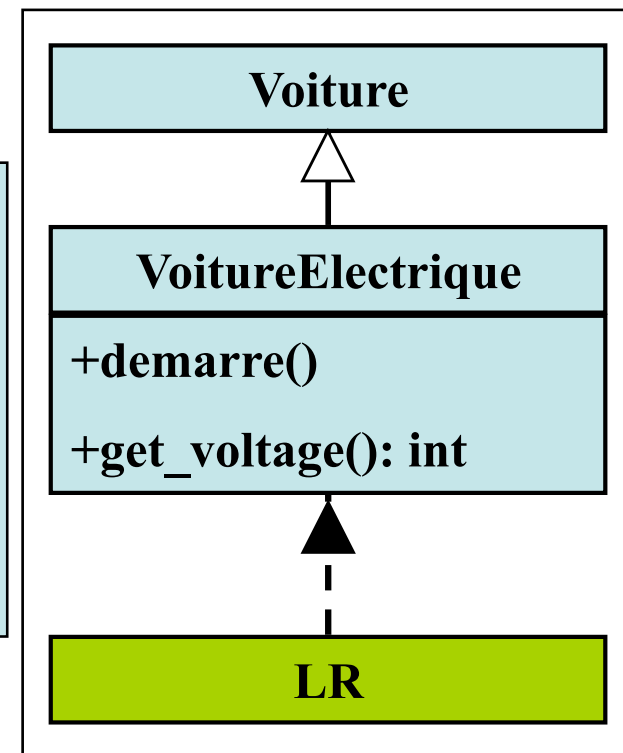 Voiture
VoitureElectrique
+demarre()
+get_voltage(): int
LR